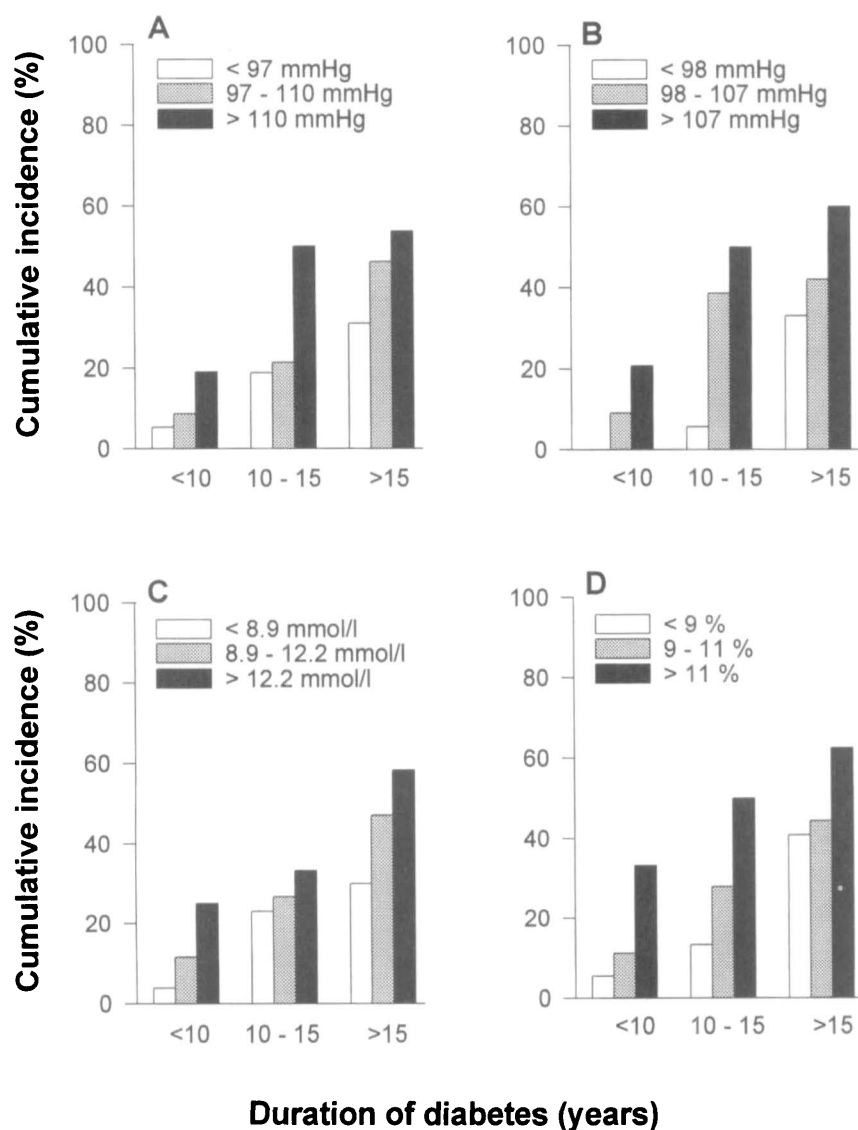 A
Cumulative incidence (%)
100
80
60
40
20
0
< 97 mmHg
97 - 110 mmHg
> 110 mmHg
<10
10 - 15
>15
B
100
80
60
40
20
0
< 98 mmHg
98 - 107 mmHg
> 107 mmHg
<10
10 - 15
>15
C
Cumulative incidence (%)
100
80
60
40
20
0
< 8.9 mmol/l
8.9 - 12.2 mmol/l
> 12.2 mmol/l
<10
10 - 15
>15
D
100
80
60
40
20
0
< 9 %
9 - 11 %
> 11 %
<10
10 - 15
>15
Duration of diabetes (years)